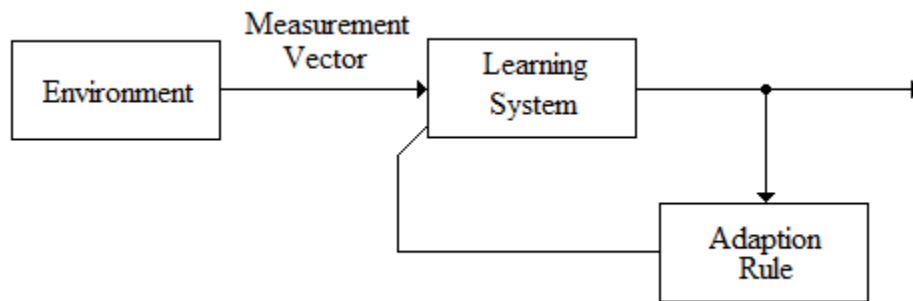 Environment
Measurement
Vector
Learning
System
Adaption
Rule